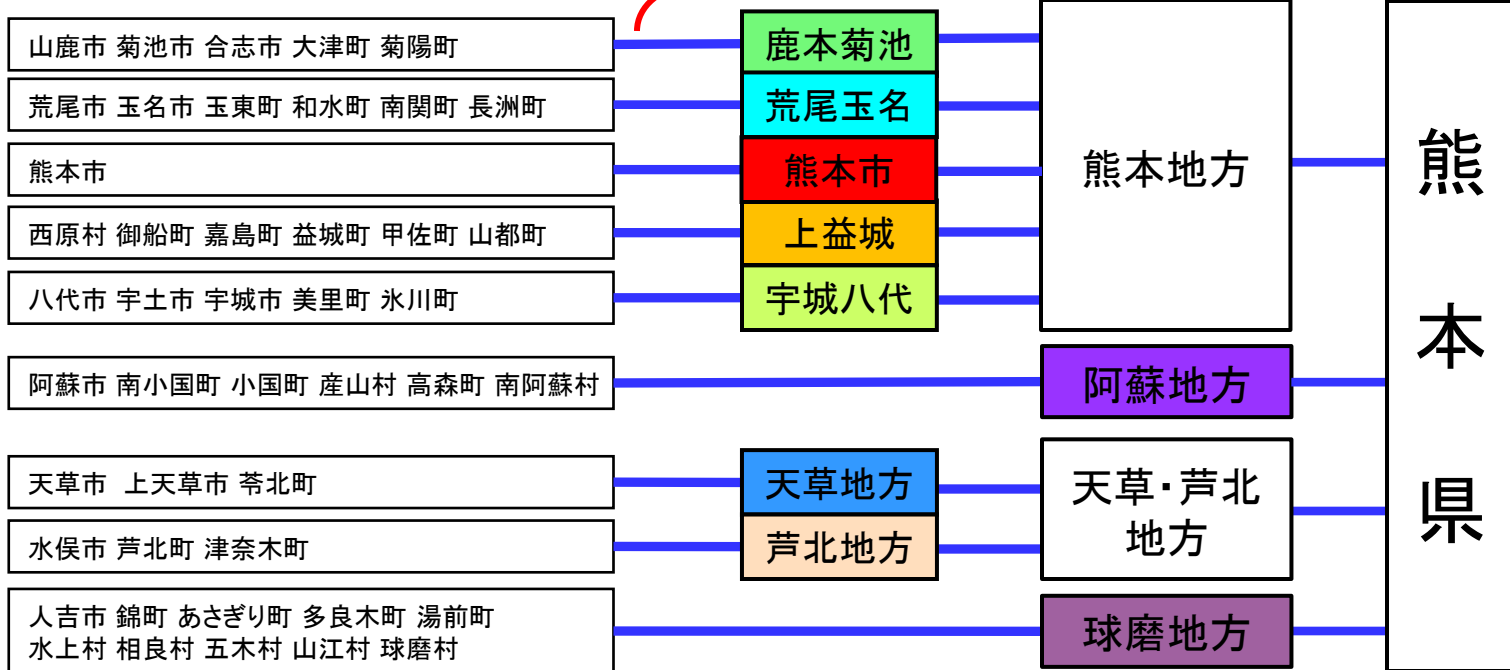 山鹿市 菊池市 合志市 大津町 菊陽町
鹿本菊池
荒尾市 玉名市 玉東町 和水町 南関町 長洲町
荒尾玉名
熊本市
熊本市
西原村 御船町 嘉島町 益城町 甲佐町 山都町
上益城
八代市 宇土市 宇城市 美里町 氷川町
宇城八代
熊本地方
阿蘇市 南小国町 小国町 産山村 高森町 南阿蘇村
阿蘇地方
天草市 上天草市 苓北町
天草地方
水俣市 芦北町 津奈木町
芦北地方
天草・芦北
地方
人吉市 錦町 あさぎり町 多良木町 湯前町
水上村 相良村 五木村 山江村 球磨村
球磨地方
熊本県